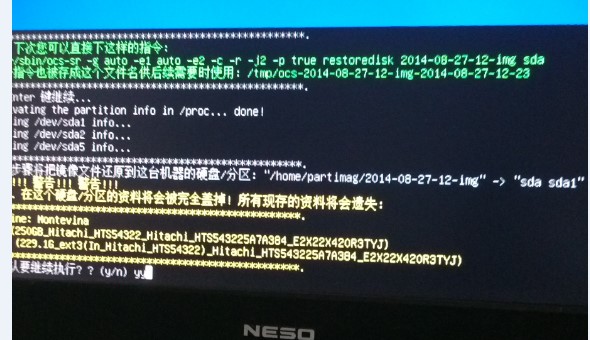 *****************************************************.
下次您可以直接下这样的指令:
/sbin/ocs-sr -g auto -e1 auto -e2 -c -r -j2 -p true restoredisk 2014-08-27-12-img sda
指令也被存成这个文件名供后续需要时使用: /tmp/ocs-2014-08-27-12-img-2014-08-27-12-23
*****************************************************.
nter 键继续...
vating the partition info in /proc... done!
ing /dev/sda1 info...
ing /dev/sda2 info...
ing /dev/sda5 info...
*****************************************************.
步骤将把镜像文件还原到这台机器的硬盘/分区: "/home/partimag/2014-08-27-12-img" -> "sda sda1"
!!! 警告!!! 警告!!!
. 在这个硬盘/分区的资料将会被完全盖掉! 所有现存的资料将会遗失:
*****************************************************.
ine: Montevina
(250GB_Hitachi_HTS54322_Hitachi_HTS543225A7A384_E2X22X420R3TYJ)
(229.1G_ext3(In_Hitachi_HTS54322)_Hitachi_HTS543225A7A384_E2X22X420R3TYJ)
*****************************************************.
认要继续执行? ? (y/n) yy
NESO